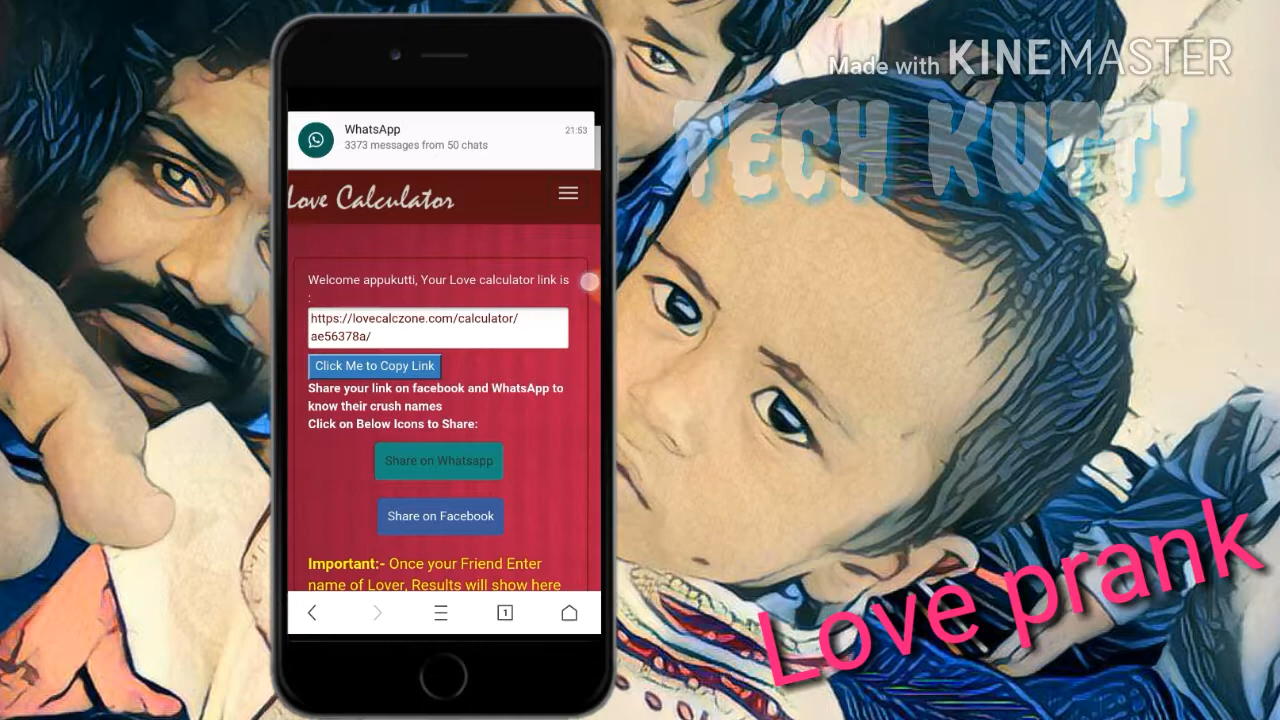 Made with KINEMASTER
TECH KUTTI
WhatsApp
21:53
3373 messages from 50 chats
Love Calculator
Welcome appukutti, Your Love calculator link is
:
https://lovecalczone.com/calculator/
ae56378a/
Click Me to Copy Link
Share your link on facebook and WhatsApp to
know their crush names
Click on Below Icons to Share:
Share on Whatsapp
Share on Facebook
Important:- Once your Friend Enter
name of Lover, Results will show here
1
Love prank